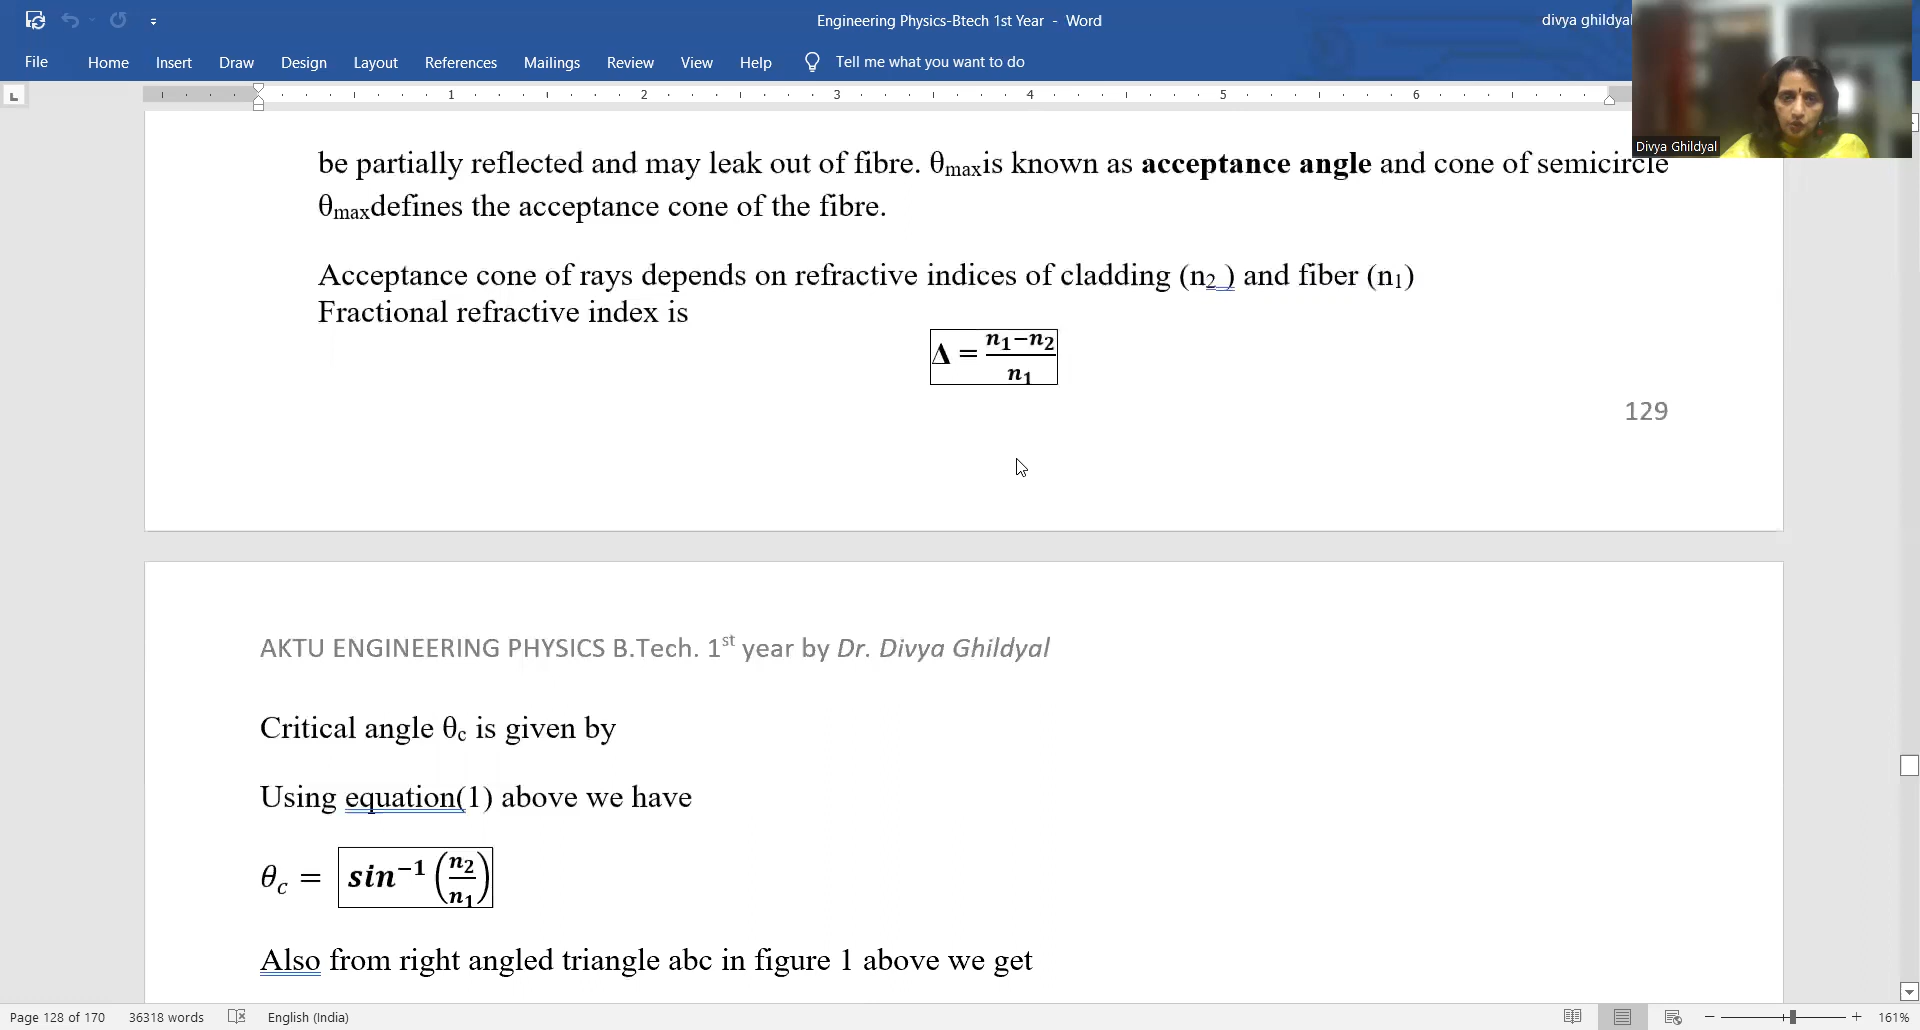 Engineering Physics-Btech 1st Year - Word
divya ghildyal
File Home Insert Draw Design Layout References Mailings Review View Help Tell me what you want to do
1 2 3 4 5 6
Divya Ghildyal
be partially reflected and may leak out of fibre. θmaxis known as acceptance angle and cone of semicircle
θmaxdefines the acceptance cone of the fibre.
Acceptance cone of rays depends on refractive indices of cladding (n2 ) and fiber (n1)
Fractional refractive index is
Δ = n1−n2 / n1
129
AKTU ENGINEERING PHYSICS B.Tech. 1st year by Dr. Divya Ghildyal
Critical angle θc is given by
Using equation(1) above we have
θc = sin−1 (n2/n1)
Also from right angled triangle abc in figure 1 above we get
Page 128 of 170 36318 words English (India) 161%